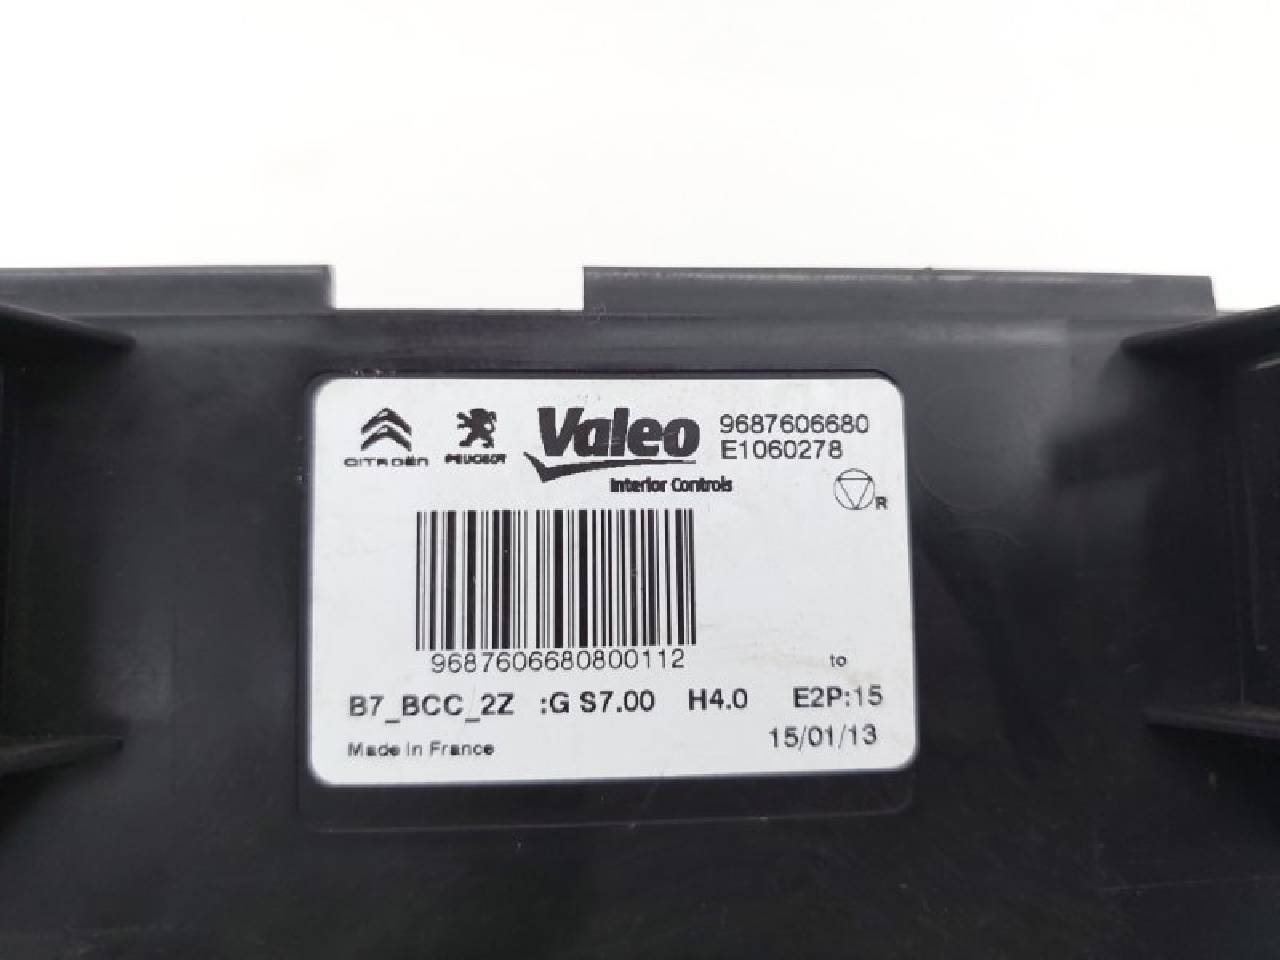 CITROËN PEUGEOT Valeo 9687606680
E1060278
Interior Controls
R
9687606680800112
to
B7_BCC_2Z :G S7.00 H4.0 E2P:15
Made in France 15/01/13